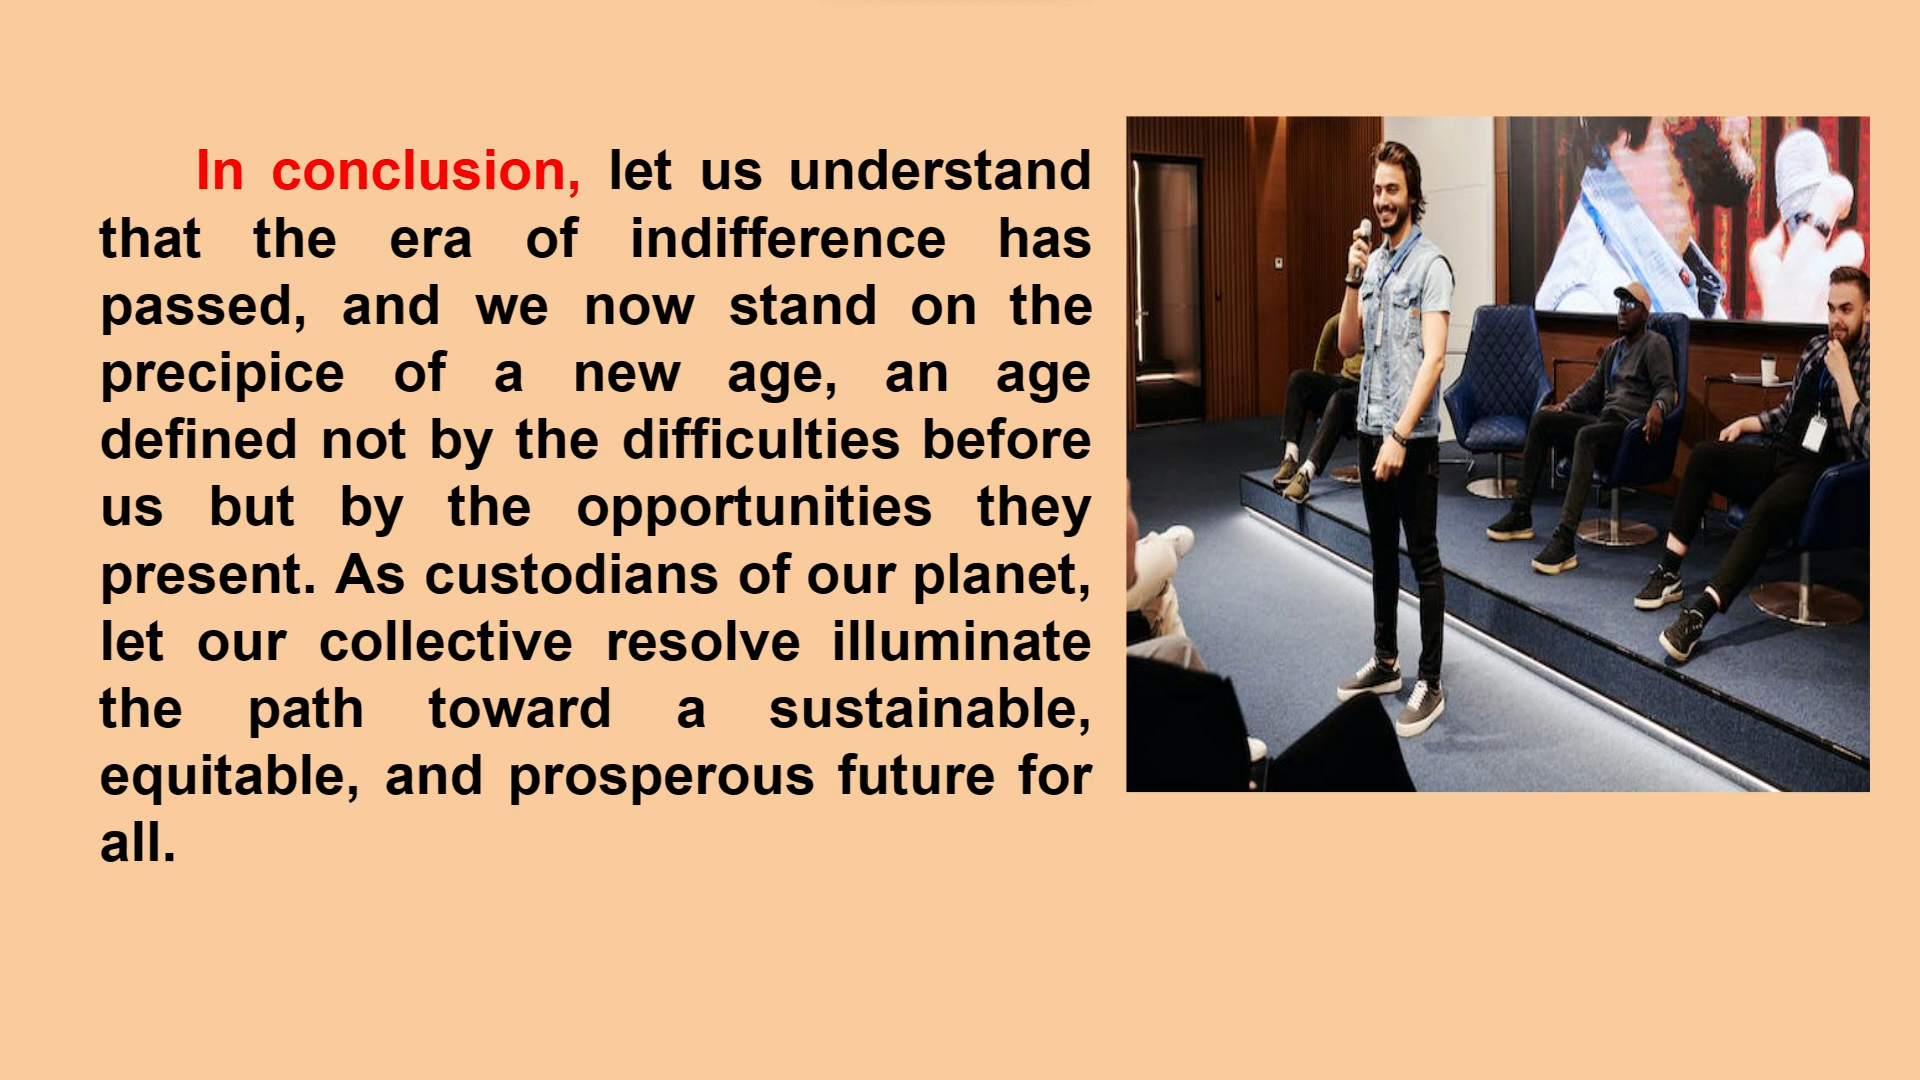 In conclusion, let us understand
that the era of indifference has
passed, and we now stand on the
precipice of a new age, an age
defined not by the difficulties before
us but by the opportunities they
present. As custodians of our planet,
let our collective resolve illuminate
the path toward a sustainable,
equitable, and prosperous future for
all.